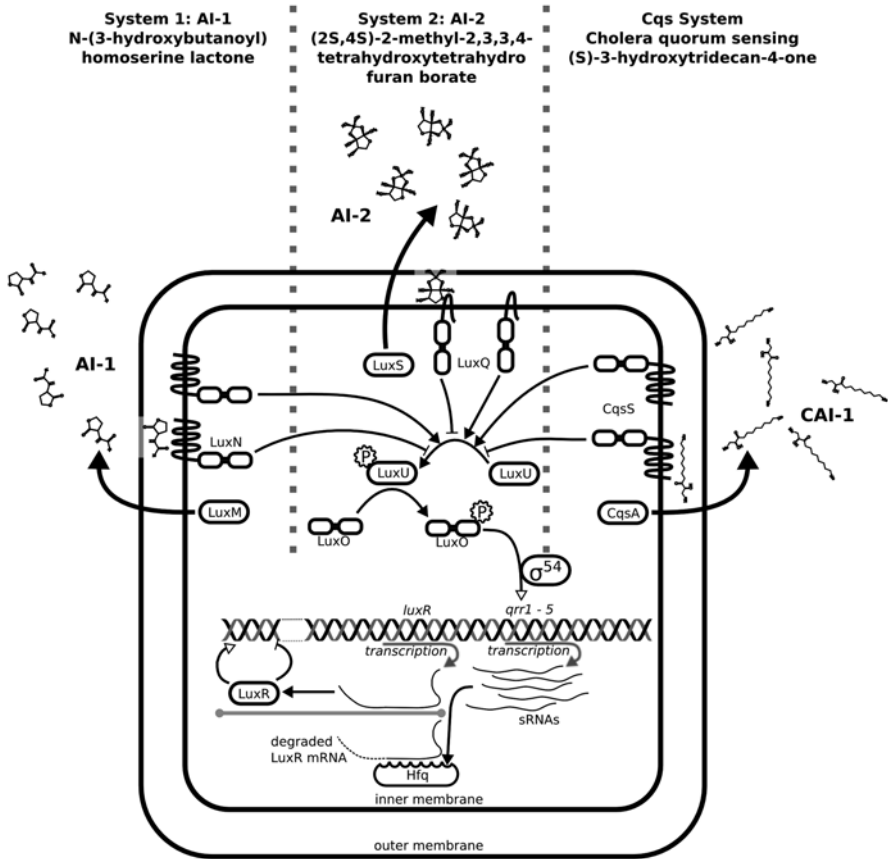 System 1: AI-1
N-(3-hydroxybutanoyl)
homoserine lactone
System 2: AI-2
(2S,4S)-2-methyl-2,3,3,4-
tetrahydroxytetrahydro
furan borate
Cqs System
Cholera quorum sensing
(S)-3-hydroxytridecan-4-one
AI-2
AI-1
CAI-1
LuxS
LuxQ
CqsS
LuxN
P
LuxU
LuxU
LuxM
CqsA
LuxO
P
LuxO
σ54
luxR
qrr1 - 5
transcription
transcription
LuxR
sRNAs
degraded
LuxR mRNA
Hfq
inner membrane
outer membrane